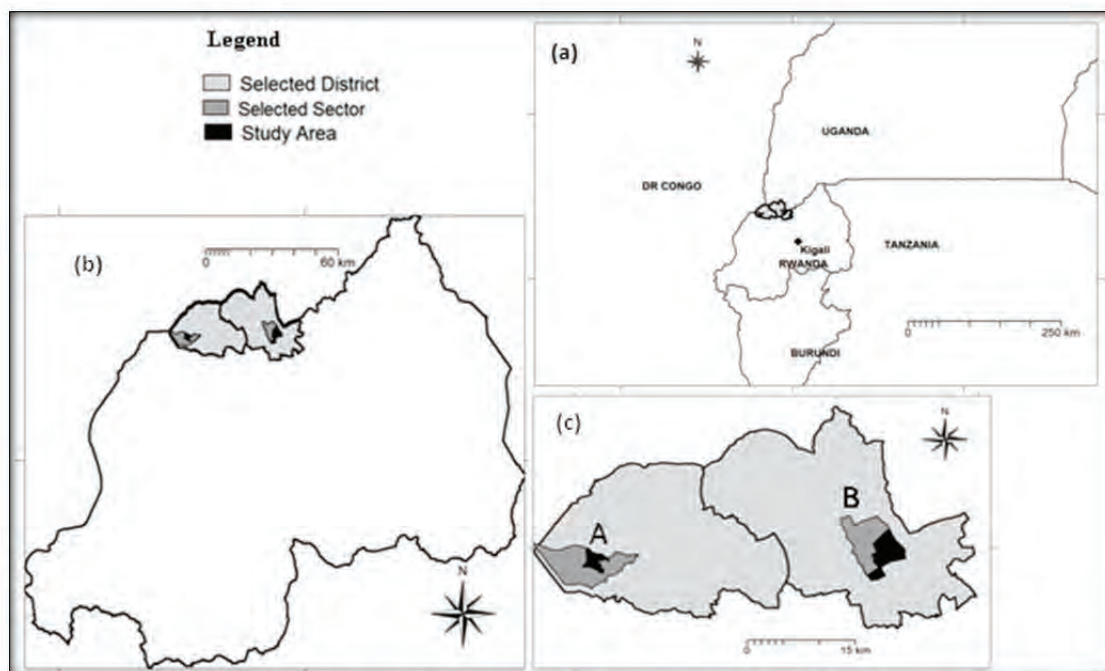 Legend
Selected District
Selected Sector
Study Area
(a)
N
UGANDA
DR CONGO
Kigali
RWANDA
TANZANIA
BURUNDI
0 250 km
(b)
0 60 km
N
(c)
N
A
B
0 15 km